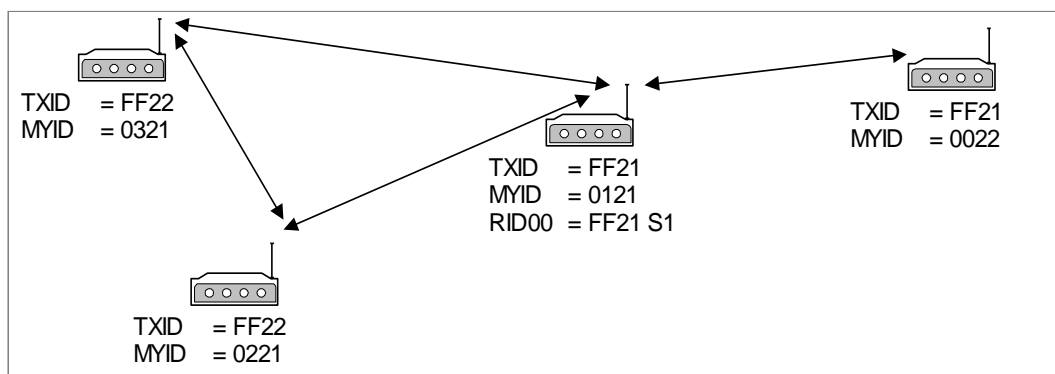 TXID = FF22
MYID = 0321
TXID = FF21
MYID = 0022
TXID = FF21
MYID = 0121
RID00 = FF21 S1
TXID = FF22
MYID = 0221